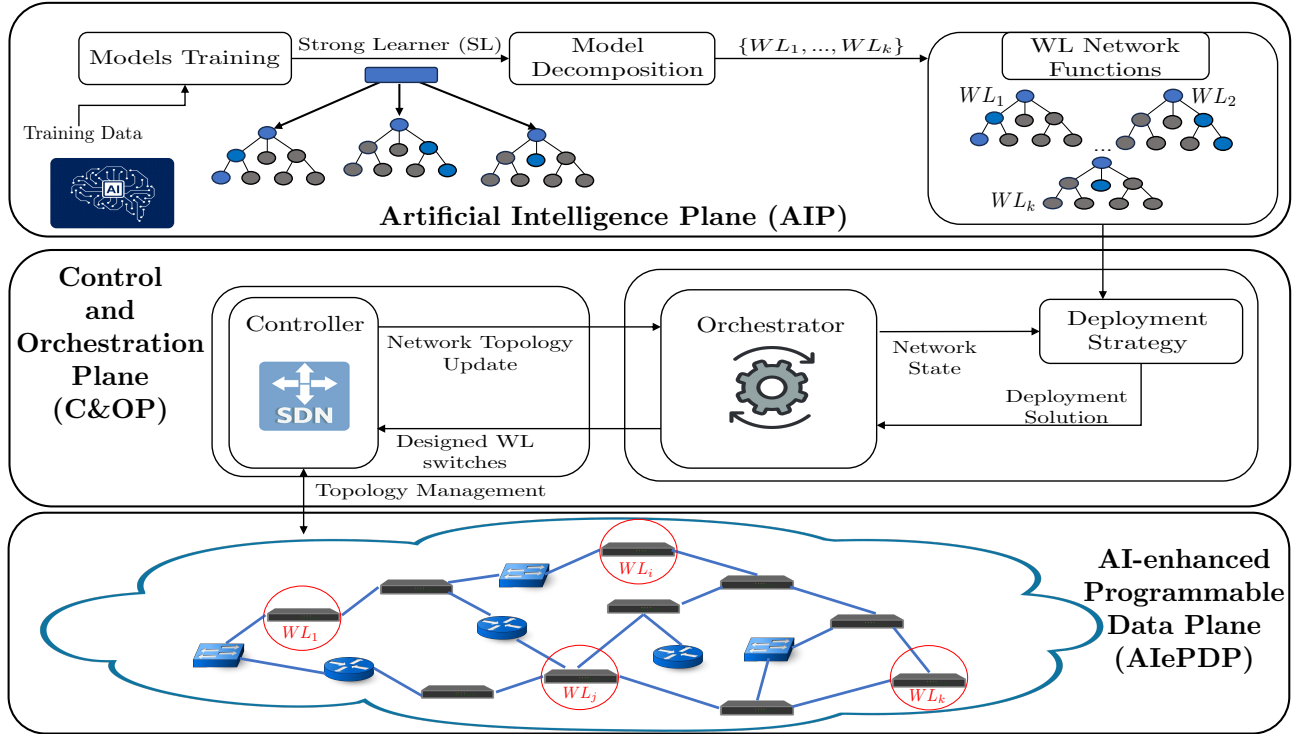 Models Training
Strong Learner (SL)
Model
Decomposition
{WL₁, ..., WLₖ}
WL Network
Functions
Training Data
AI
WL₁
WL₂
...
WLₖ
Artificial Intelligence Plane (AIP)
Control
and
Orchestration
Plane
(C&OP)
Controller
SDN
Network Topology
Update
Orchestrator
Network
State
Deployment
Strategy
Deployment
Solution
Designed WL
switches
Topology Management
AI-enhanced
Programmable
Data Plane
(AIePDP)
WLᵢ
WL₁
WLⱼ
WLₖ